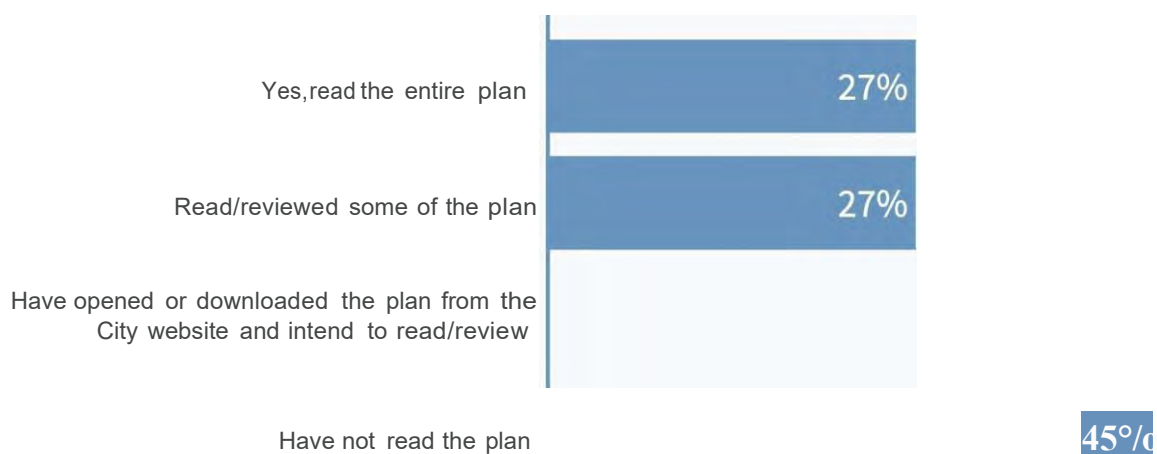 Yes,read the entire plan 27%
Read/reviewed some of the plan 27%
Have opened or downloaded the plan from the
City website and intend to read/review
Have not read the plan 45°/o